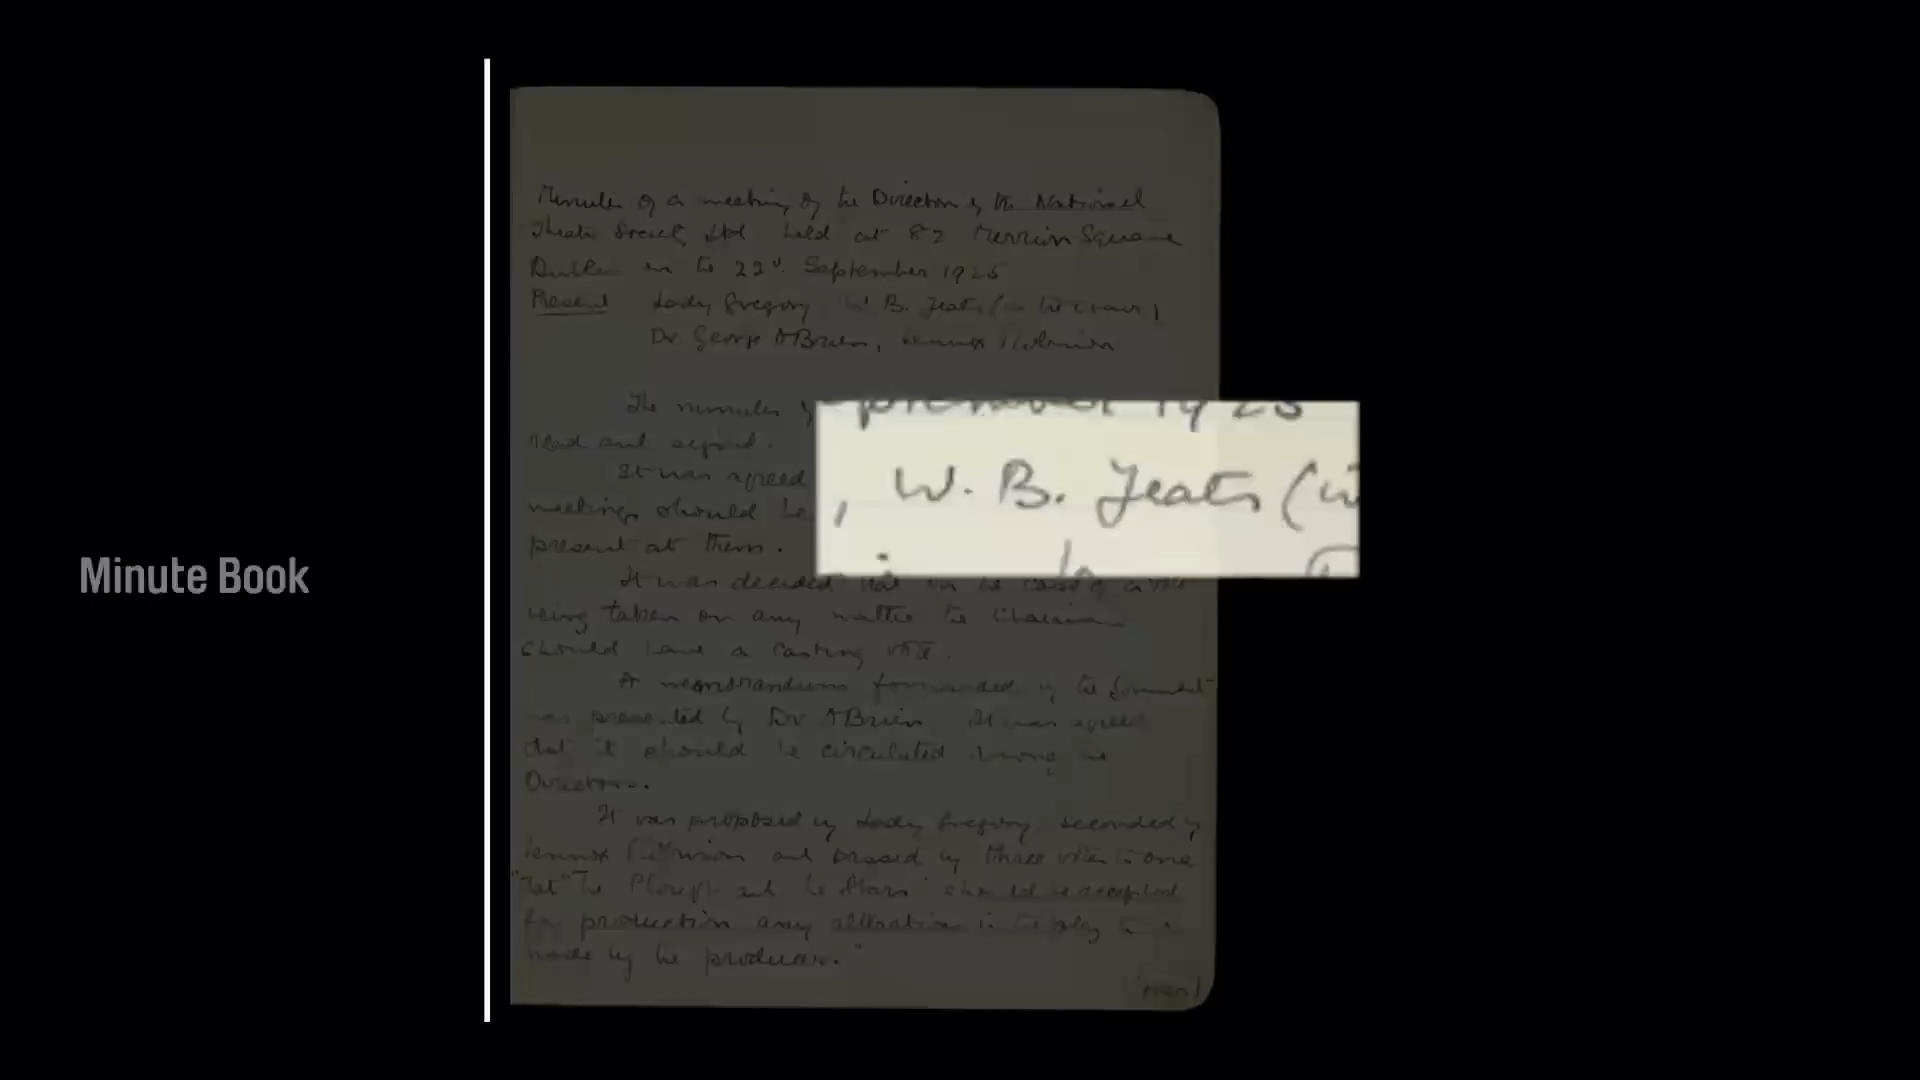 Minute Book
Minutes of a meeting of the Directors of the National
Theatre Society Ltd held at 82 Merrion Square
Dublin on the 22d. September 1925
Present Lady Gregory, W. B. Yeats (in the chair)
Dr George O'Brien, Lennox Robinson
The minutes
read and signed.
It was agreed
meetings should be
present at them.
, W. B. Yeats (in
It was decided that in the case of a vote
being taken on any matter the Chairman
should have a casting vote.
A memorandum forwarded by the Government
was presented by Dr O'Brien. It was agreed
that it should be circulated among the
Directors.
It was proposed by Lady Gregory seconded by
Lennox Robinson and passed by three votes to one
"that "The Plough and the Stars" should be accepted
for production any alterations in the play to be
made by the producer."